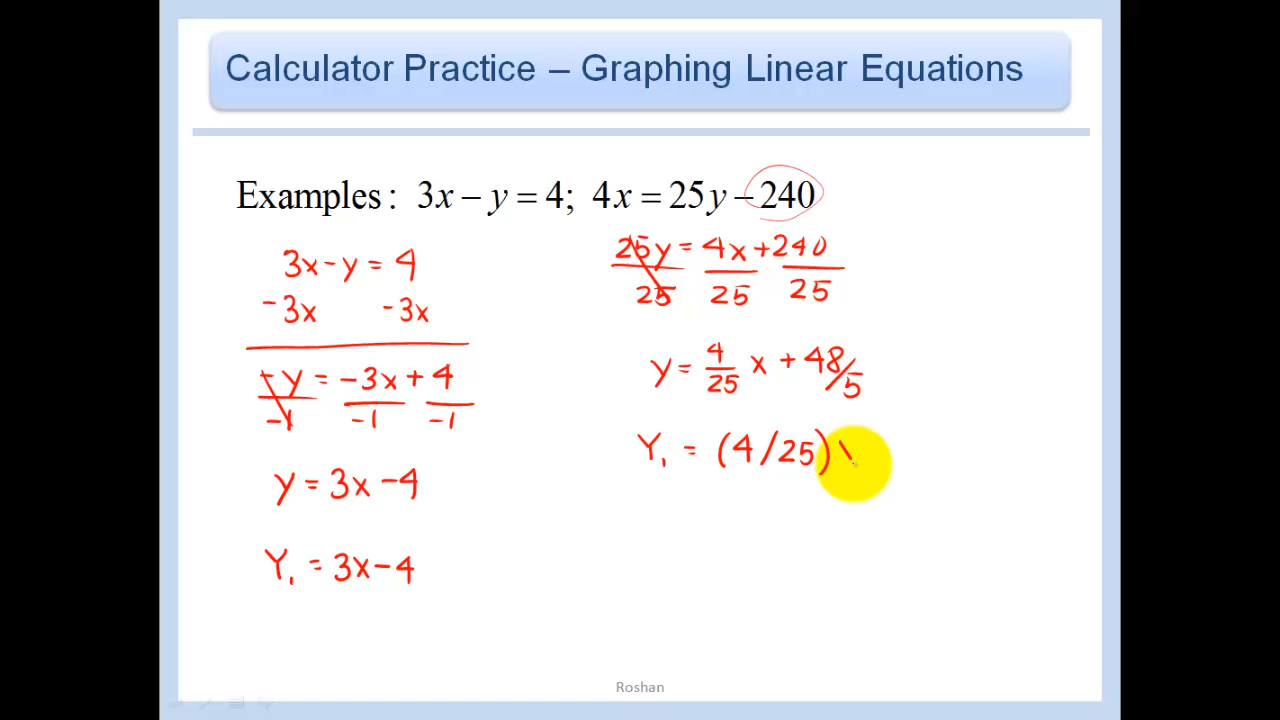 Calculator Practice – Graphing Linear Equations
Examples : 3x − y = 4; 4x = 25y − 240
3x - y = 4
-3x -3x
-y = -3x + 4
-1 -1 -1
y = 3x - 4
Y₁ = 3x - 4
25y = 4x + 240
25 25 25
y = 4/25 x + 48/5
Y₁ = (4/25)
Roshan